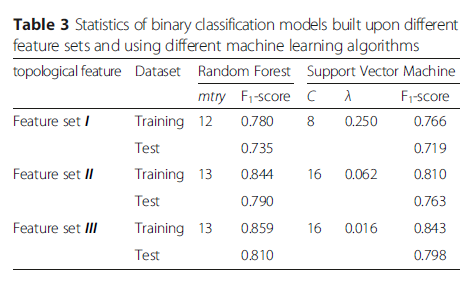 Table 3 Statistics of binary classification models built upon different
feature sets and using different machine learning algorithms
topological feature Dataset Random Forest Support Vector Machine
mtry F1-score C λ F1-score
Feature set I Training 12 0.780 8 0.250 0.766
Test 0.735 0.719
Feature set II Training 13 0.844 16 0.062 0.810
Test 0.790 0.763
Feature set III Training 13 0.859 16 0.016 0.843
Test 0.810 0.798